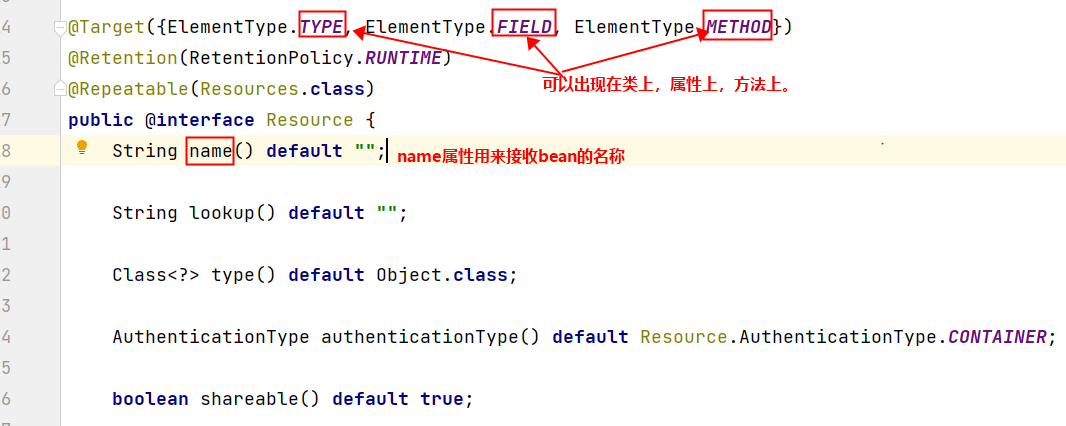 4 @Target({ElementType.TYPE, ElementType.FIELD, ElementType.METHOD})
5 @Retention(RetentionPolicy.RUNTIME)
可以出现在类上，属性上，方法上。
6 @Repeatable(Resources.class)
7 public @interface Resource {
8 String name() default "";
name属性用来接收bean的名称
9
0 String lookup() default "";
1
2 Class<?> type() default Object.class;
3
4 AuthenticationType authenticationType() default Resource.AuthenticationType.CONTAINER;
5
6 boolean shareable() default true;